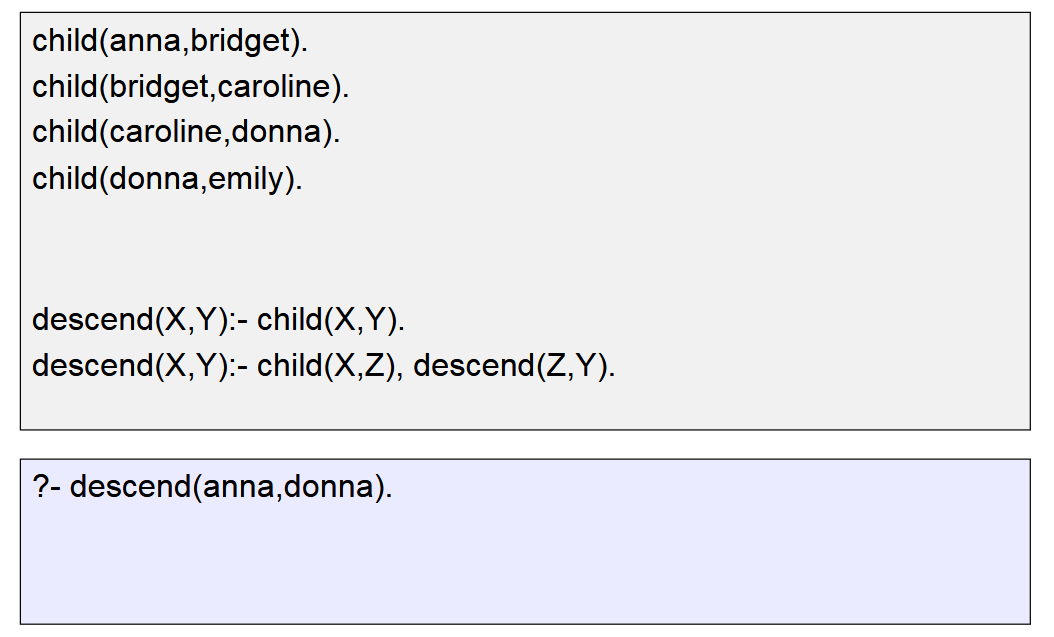 child(anna,bridget).
child(bridget,caroline).
child(caroline,donna).
child(donna,emily).
descend(X,Y):- child(X,Y).
descend(X,Y):- child(X,Z), descend(Z,Y).
?- descend(anna,donna).